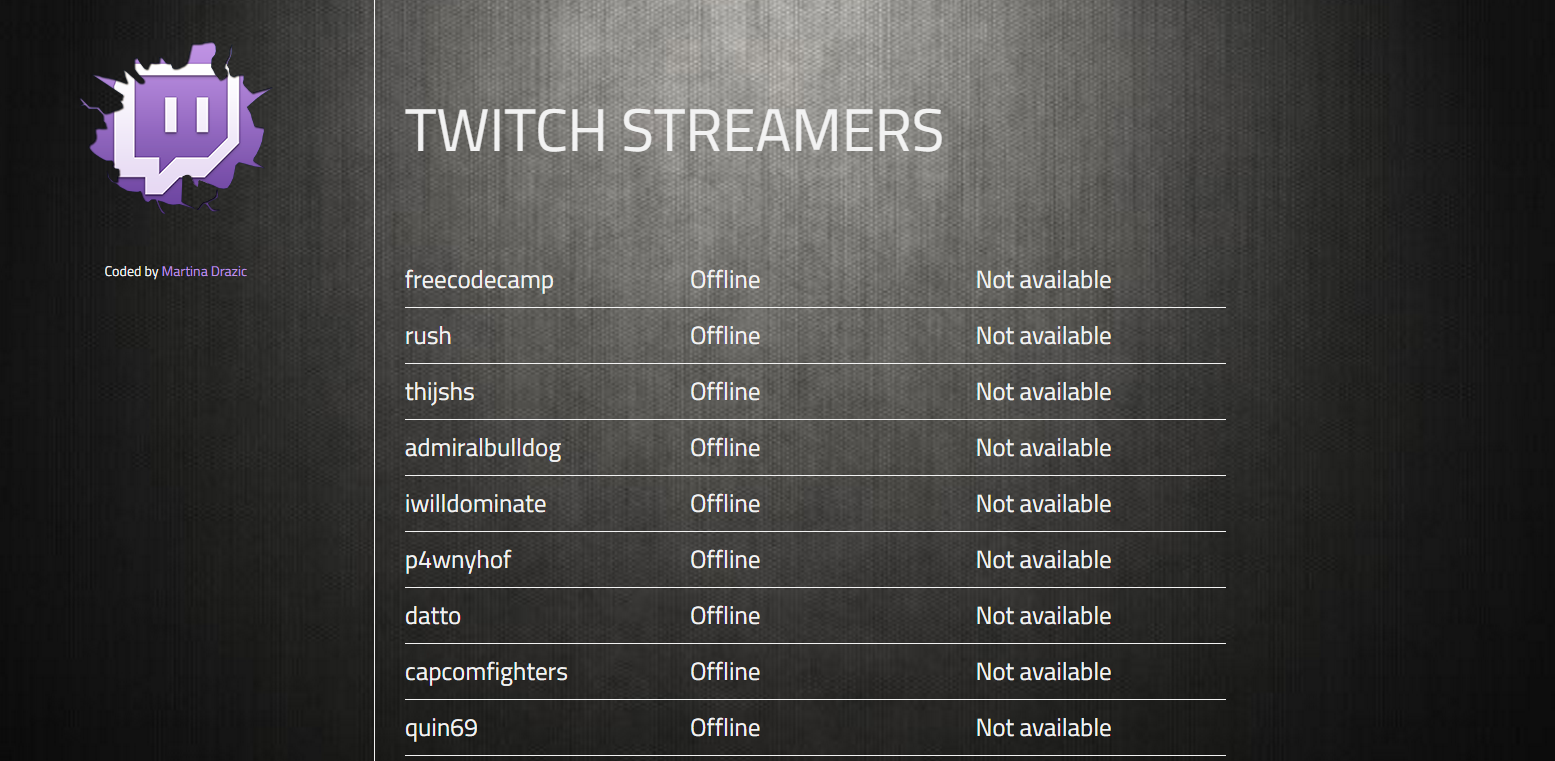 Coded by Martina Drazic
TWITCH STREAMERS
freecodecamp Offline Not available
rush Offline Not available
thijshs Offline Not available
admiralbulldog Offline Not available
iwilldominate Offline Not available
p4wnyhof Offline Not available
datto Offline Not available
capcomfighters Offline Not available
quin69 Offline Not available